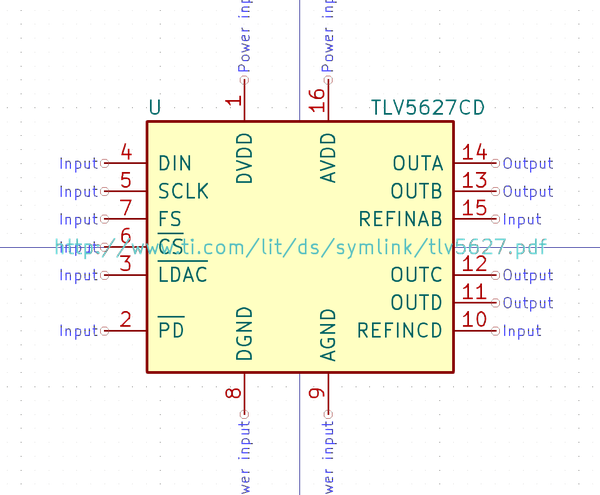 Power inp
Power inp
1
16
U
TLV5627CD
DVDD
AVDD
Input 4 DIN
OUTA 14 Output
Input 5 SCLK
OUTB 13 Output
Input 7 FS
REFINAB 15 Input
Input 6 CS
http://www.ti.com/lit/ds/symlink/tlv5627.pdf
Input 3 LDAC
OUTC 12 Output
OUTD 11 Output
Input 2 PD
REFINCD 10 Input
DGND
AGND
8
9
wer input
wer input